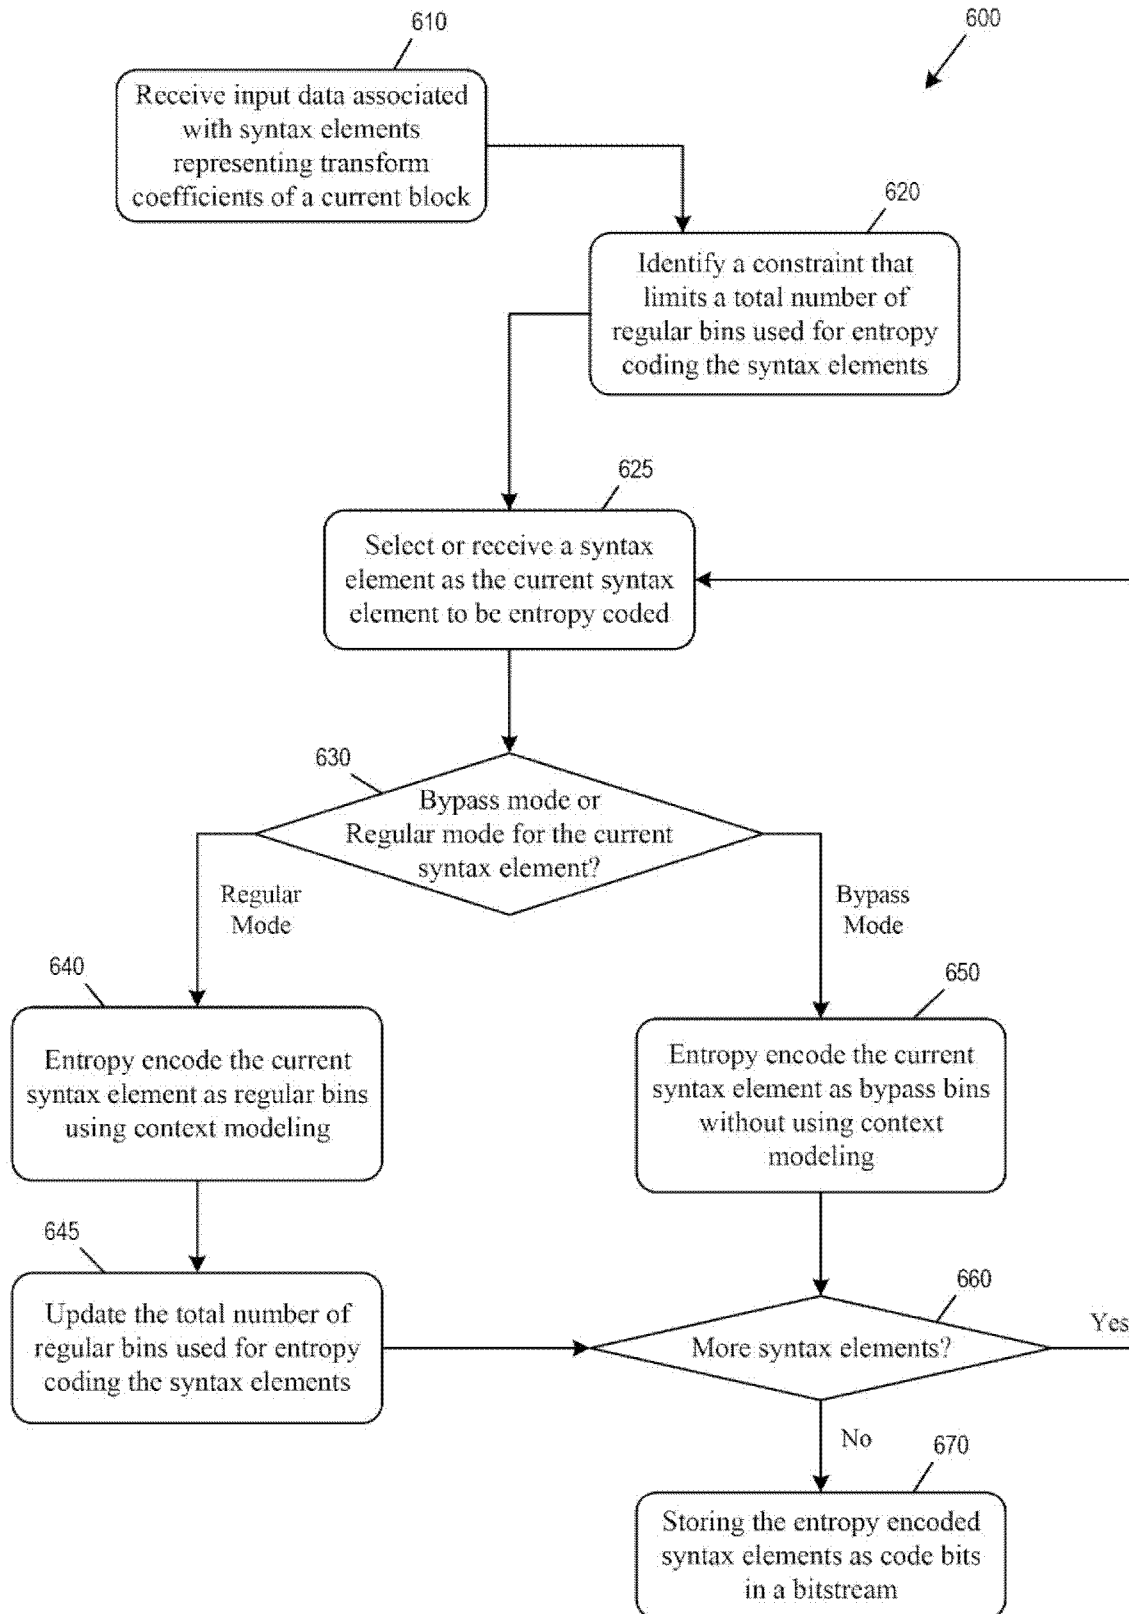 610
600
Receive input data associated
with syntax elements
representing transform
coefficients of a current block
620
Identify a constraint that
limits a total number of
regular bins used for entropy
coding the syntax elements
625
Select or receive a syntax
element as the current syntax
element to be entropy coded
630
Bypass mode or
Regular mode for the current
syntax element?
Regular
Mode
Bypass
Mode
640
Entropy encode the current
syntax element as regular bins
using context modeling
650
Entropy encode the current
syntax element as bypass bins
without using context
modeling
645
Update the total number of
regular bins used for entropy
coding the syntax elements
660
More syntax elements?
Yes
No
670
Storing the entropy encoded
syntax elements as code bits
in a bitstream